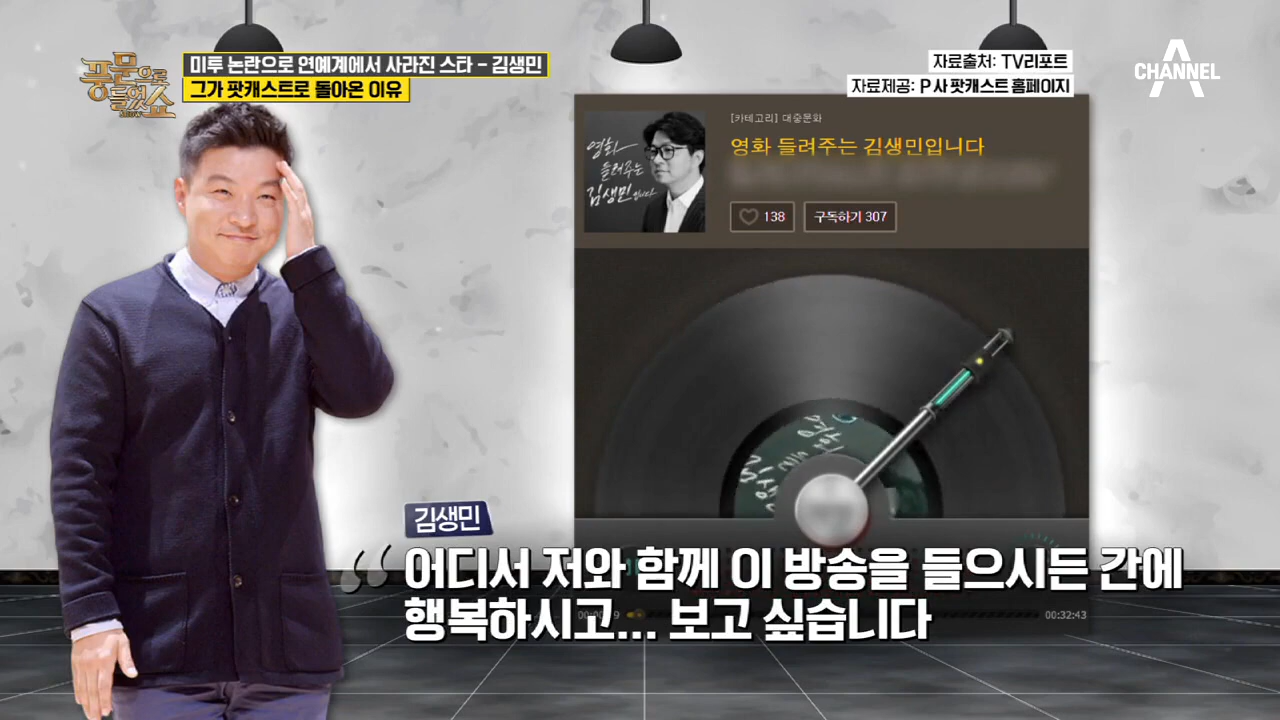 풍문으로
들었쇼
SHOW
미투 논란으로 연예계에서 사라진 스타 - 김생민
그가 팟캐스트로 돌아온 이유
자료출처: TV리포트
자료제공: P 사 팟캐스트 홈페이지
CHANNEL A
[카테고리] 대중문화
영화 들려주는 김생민입니다
영화
들려주는
김생민입니다
138
구독하기 307
김생민
“어디서 저와 함께 이 방송을 들으시든 간에
행복하시고... 보고 싶습니다
00:32:43